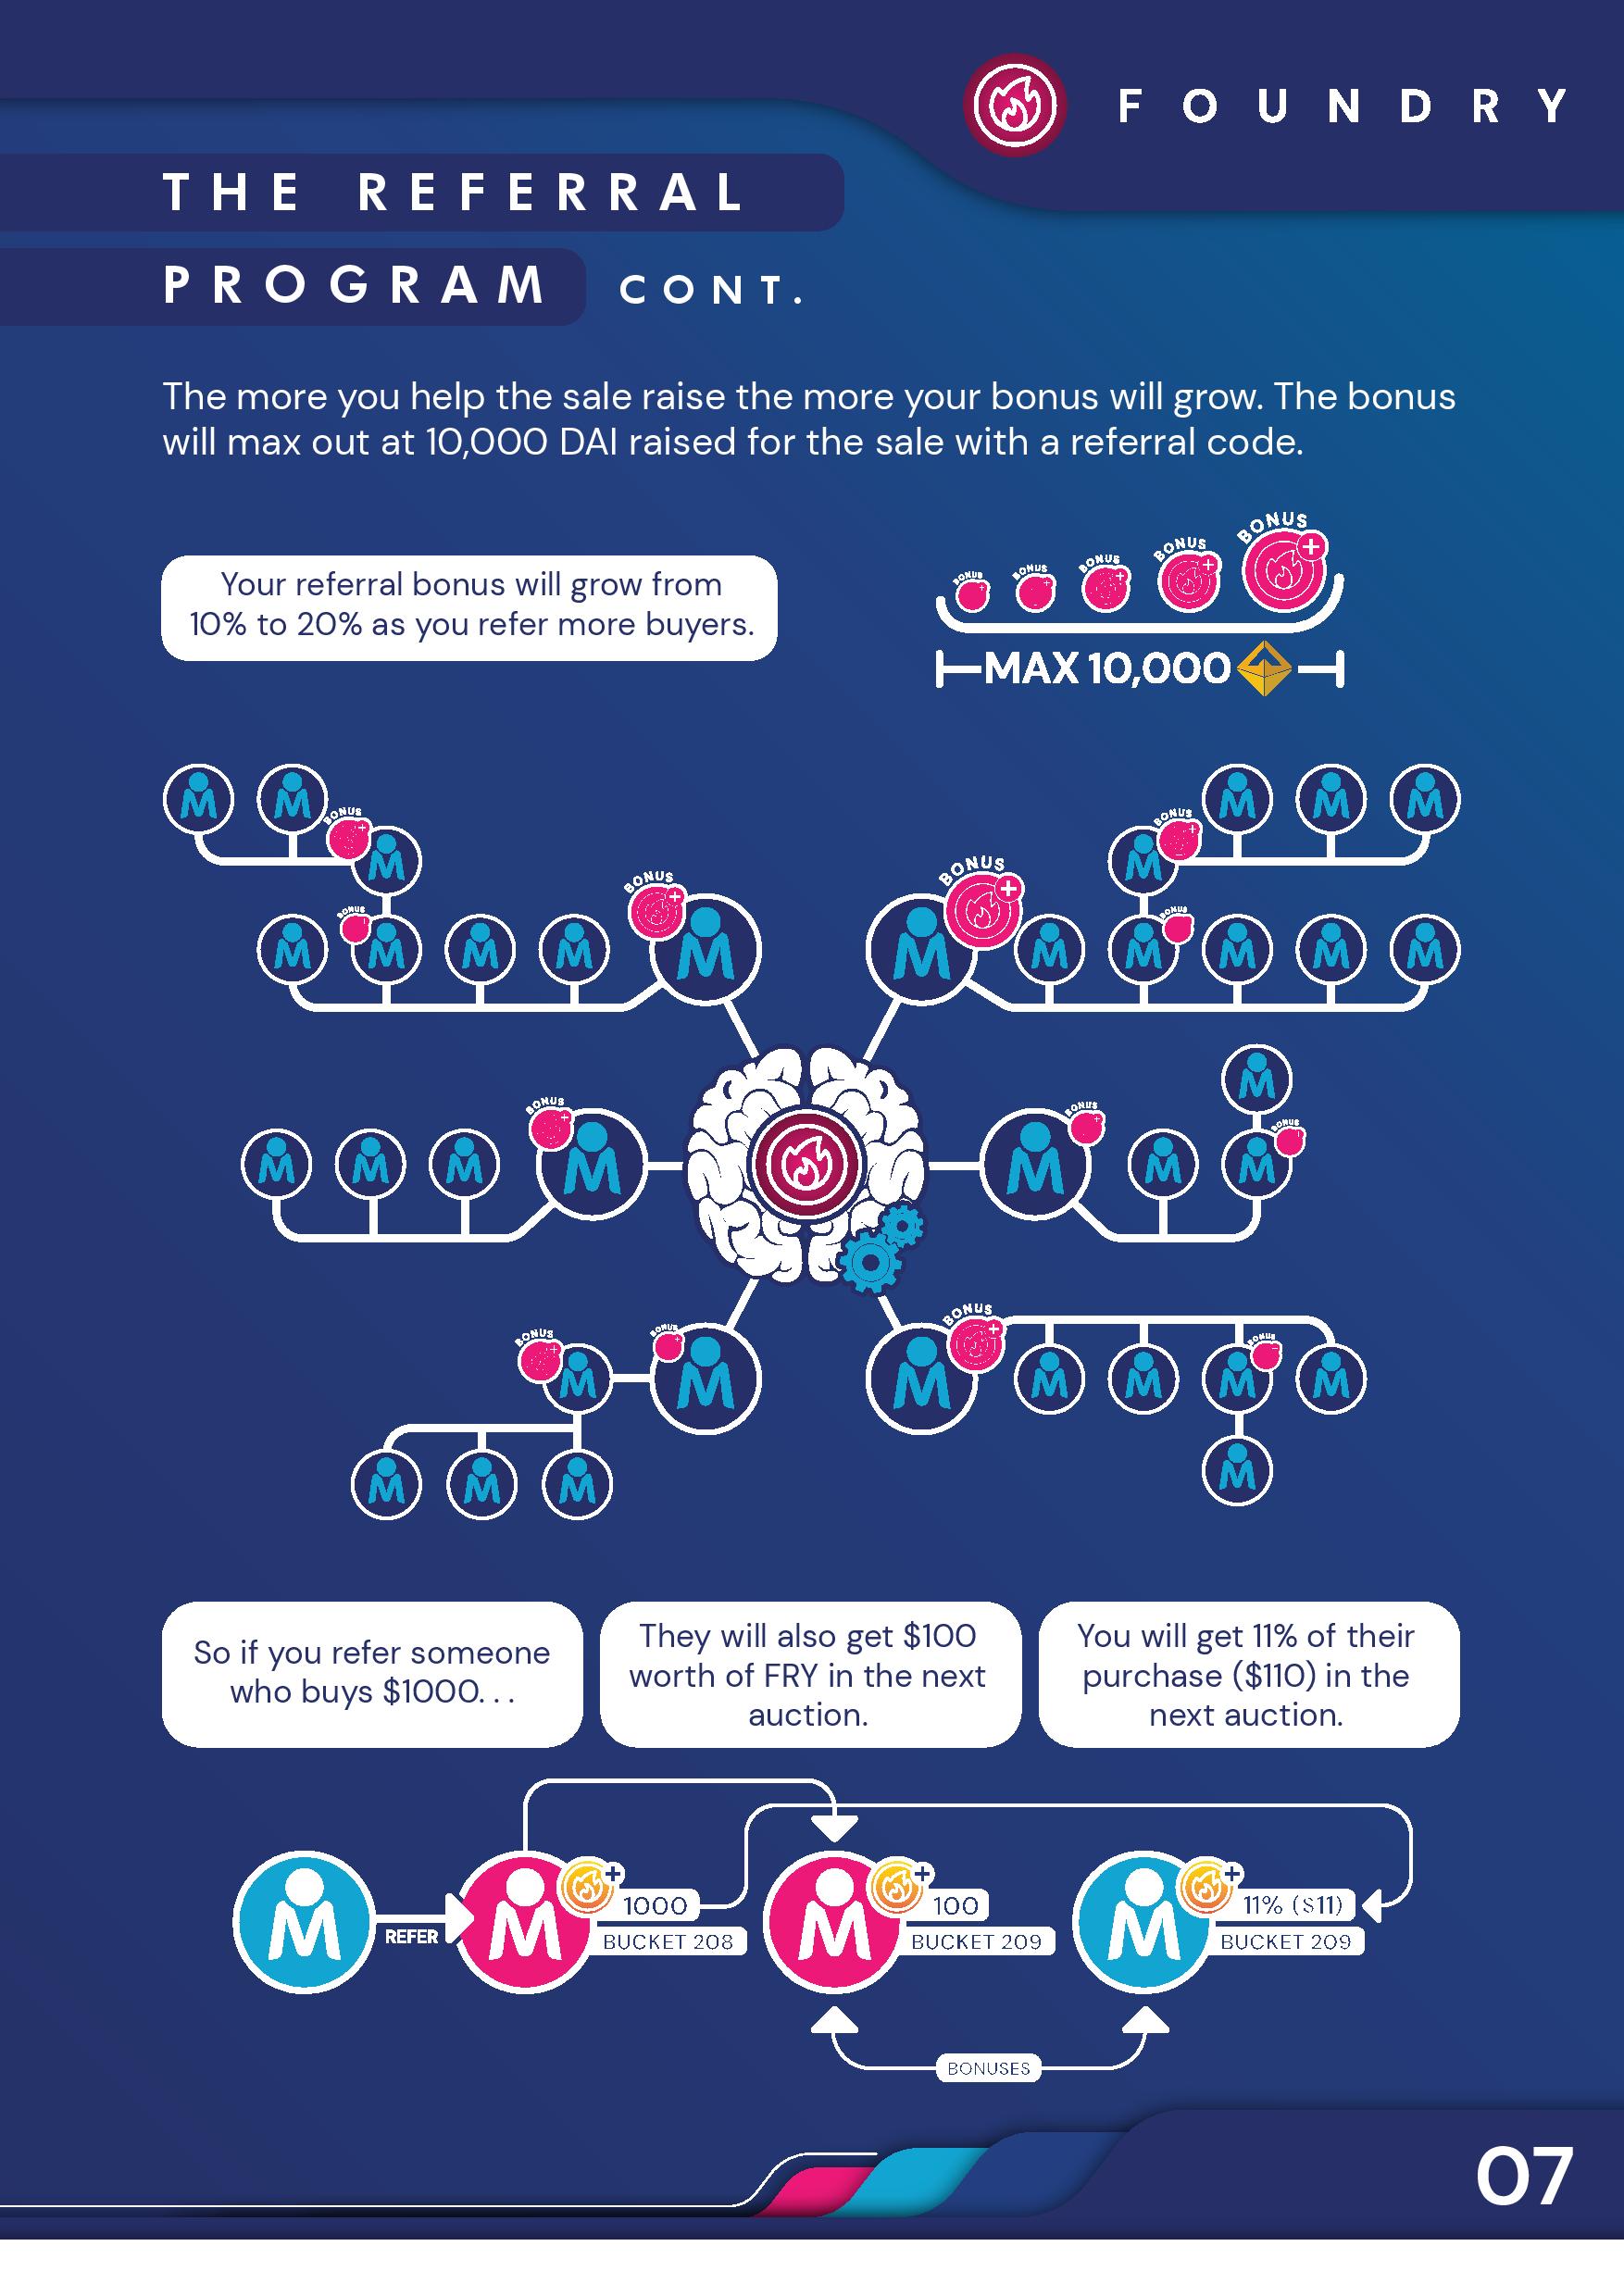 FOUNDRY
THE REFERRAL
PROGRAM CONT.
The more you help the sale raise the more your bonus will grow. The bonus
will max out at 10,000 DAI raised for the sale with a referral code.
Your referral bonus will grow from
10% to 20% as you refer more buyers.
BONUS BONUS BONUS BONUS BONUS
MAX 10,000
BONUS
BONUS
BONUS
BONUS
BONUS
BONUS
BONUS
BONUS
BONUS
BONUS
BONUS
BONUS
BONUS
BONUS
So if you refer someone
who buys $1000. . .
They will also get $100
worth of FRY in the next
auction.
You will get 11% of their
purchase ($110) in the
next auction.
REFER
1000
BUCKET 208
100
BUCKET 209
11% ($11)
BUCKET 209
BONUSES
07